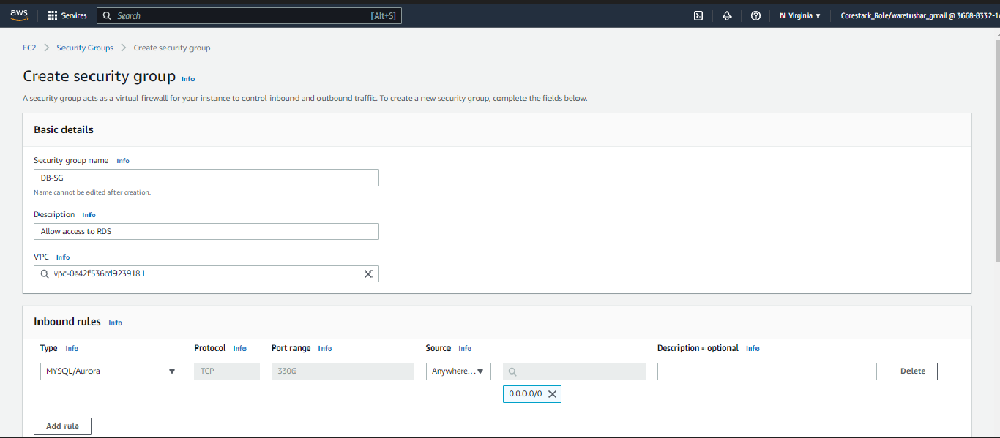 aws Services Search [Alt+S] N. Virginia Corestack_Role/waretushar_gmail @ 3668-8332-14
EC2 Security Groups Create security group
Create security group Info
A security group acts as a virtual firewall for your instance to control inbound and outbound traffic. To create a new security group, complete the fields below.
Basic details
Security group name Info
DB-SG
Name cannot be edited after creation.
Description Info
Allow access to RDS
VPC Info
vpc-0e42f536cd9239181
Inbound rules Info
Type Info Protocol Info Port range Info Source Info Description - optional Info
MYSQL/Aurora TCP 3306 Anywhere... Delete
0.0.0.0/0
Add rule